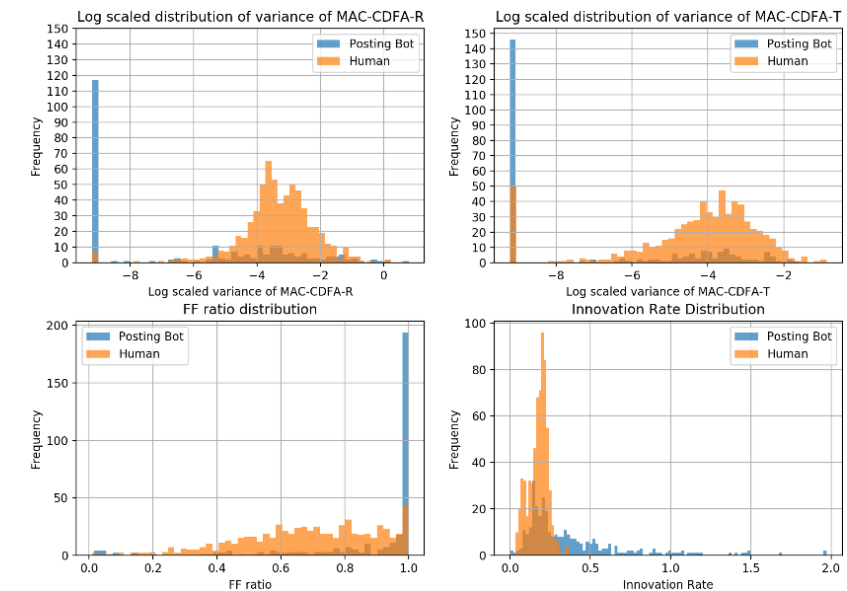 Log scaled distribution of variance of MAC-CDFA-R
150
140
130
120
110
100
90
80
70
60
50
40
30
20
10
0
Frequency
Posting Bot
Human
−8 −6 −4 −2 0
Log scaled variance of MAC-CDFA-R
Log scaled distribution of variance of MAC-CDFA-T
150
140
130
120
110
100
90
80
70
60
50
40
30
20
10
0
Frequency
Posting Bot
Human
−8 −6 −4 −2
Log scaled variance of MAC-CDFA-T
FF ratio distribution
200
150
100
50
0
Frequency
Posting Bot
Human
0.0 0.2 0.4 0.6 0.8 1.0
FF ratio
Innovation Rate Distribution
100
80
60
40
20
0
Frequency
Posting Bot
Human
0.0 0.5 1.0 1.5 2.0
Innovation Rate